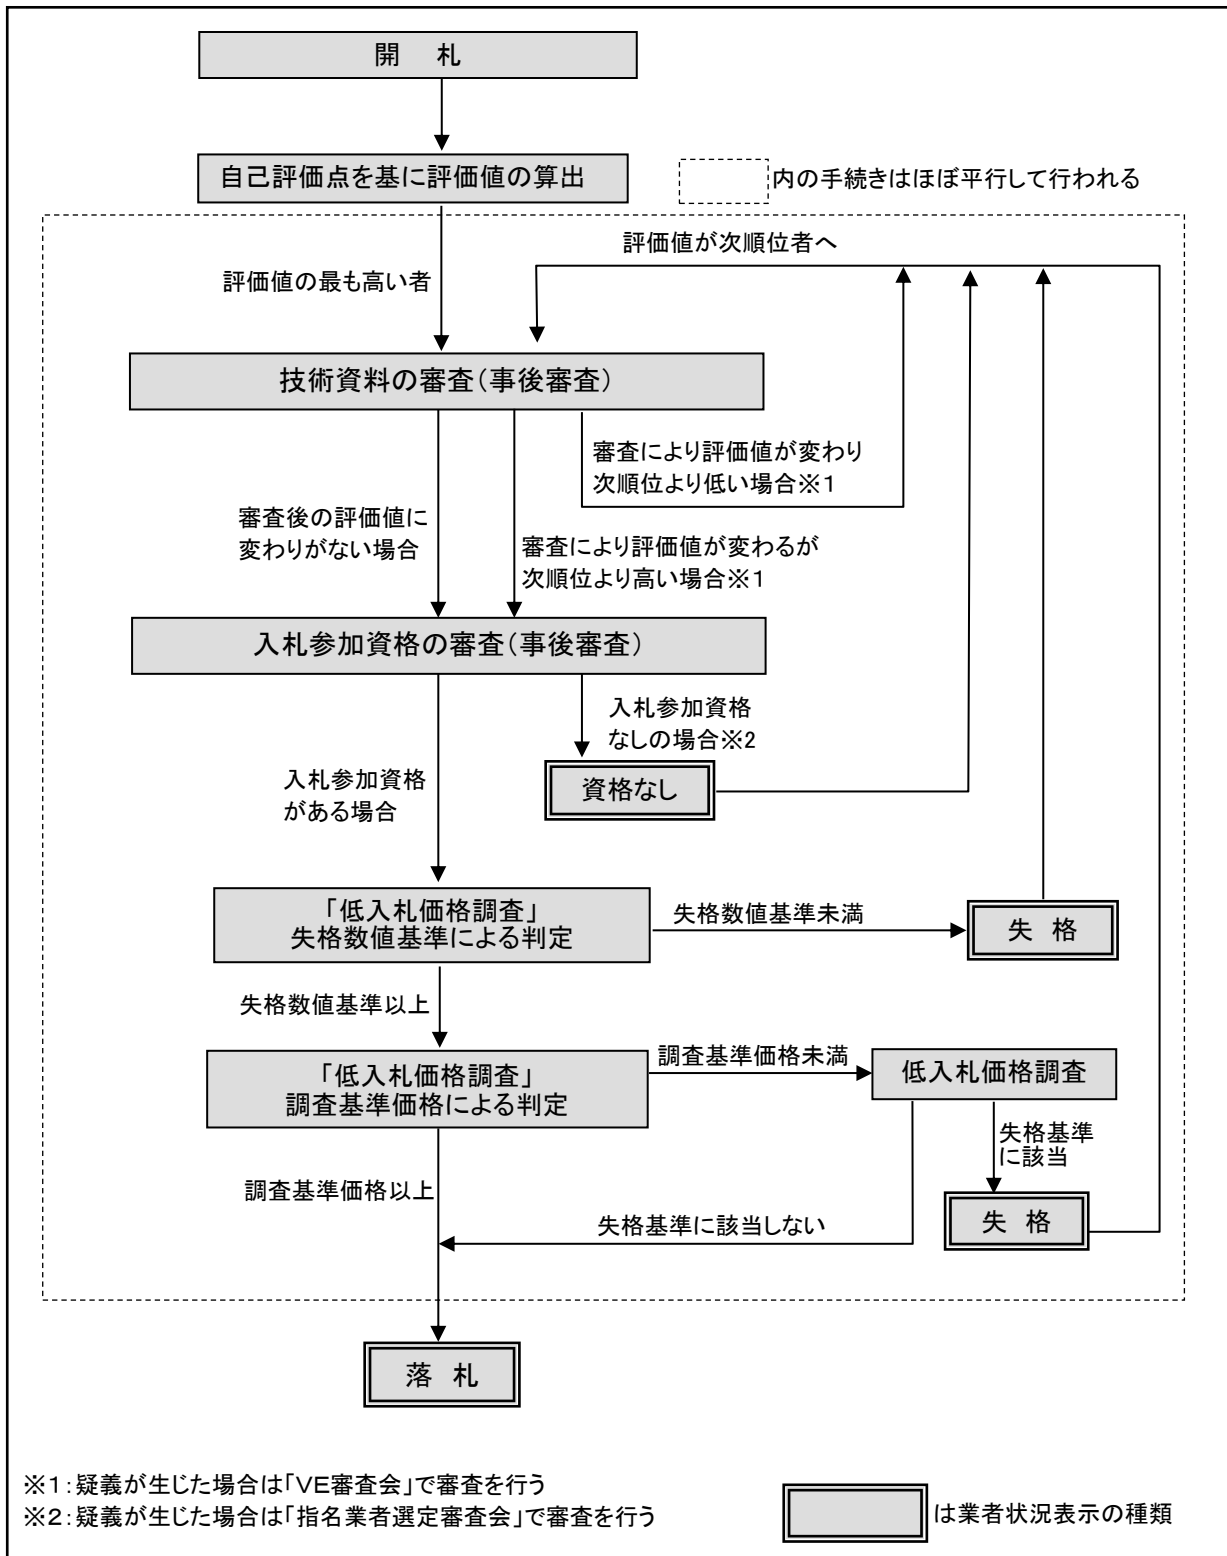 開　札
自己評価点を基に評価値の算出
内の手続きはほぼ平行して行われる
評価値が次順位者へ
評価値の最も高い者
技術資料の審査（事後審査）
審査により評価値が変わり
次順位より低い場合※１
審査後の評価値に
変わりがない場合
審査により評価値が変わるが
次順位より高い場合※１
入札参加資格の審査（事後審査）
入札参加資格
なしの場合※2
資格なし
入札参加資格
がある場合
「低入札価格調査」
失格数値基準による判定
失格数値基準未満
失　格
失格数値基準以上
「低入札価格調査」
調査基準価格による判定
調査基準価格未満
低入札価格調査
失格基準
に該当
調査基準価格以上
失格基準に該当しない
失　格
落　札
※１：疑義が生じた場合は「ＶＥ審査会」で審査を行う
※２：疑義が生じた場合は「指名業者選定審査会」で審査を行う
は業者状況表示の種類